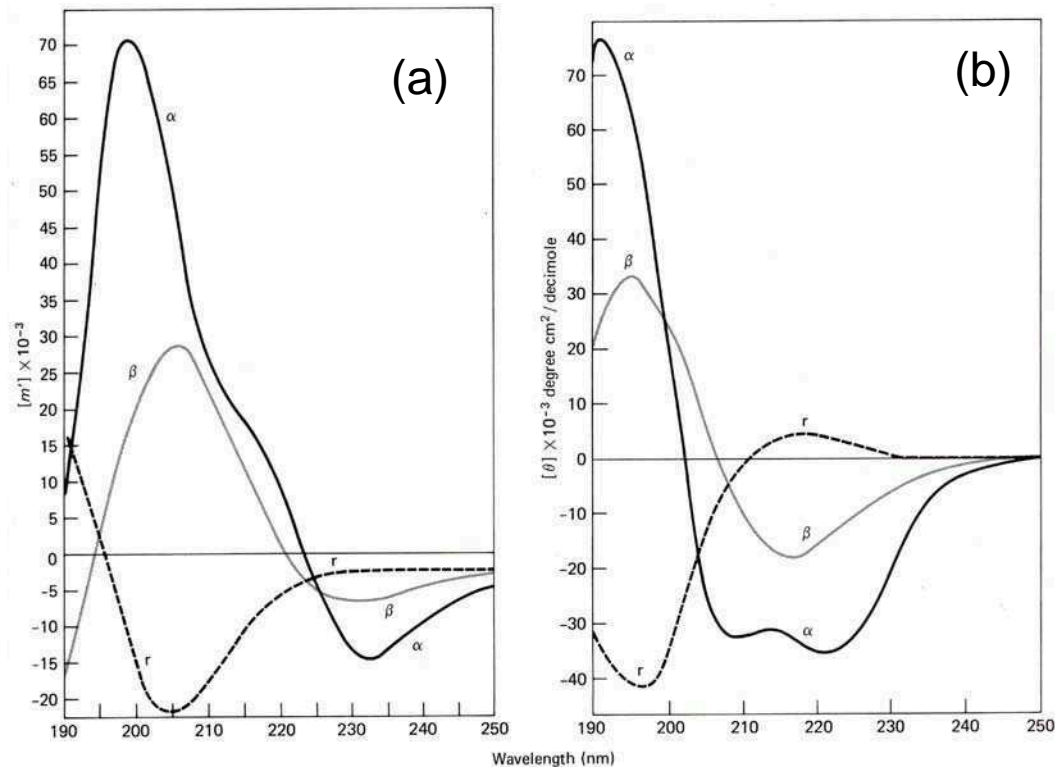 (a)
[m′] × 10⁻³
70
65
60
55
50
45
40
35
30
25
20
15
10
5
0
-5
-10
-15
-20
α
β
r
r
β
α
190 200 210 220 230 240 250
(b)
[θ] × 10⁻³ degree cm²/decimole
70
60
50
40
30
20
10
0
-10
-20
-30
-40
α
β
r
β
α
r
190 200 210 220 230 240 250
Wavelength (nm)